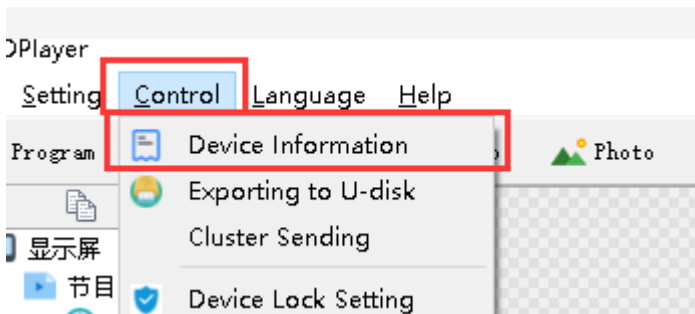 DPlayer
Setting Control Language Help
Program Device Information Photo
Exporting to U-disk
Cluster Sending
显示屏
节目
Device Lock Setting